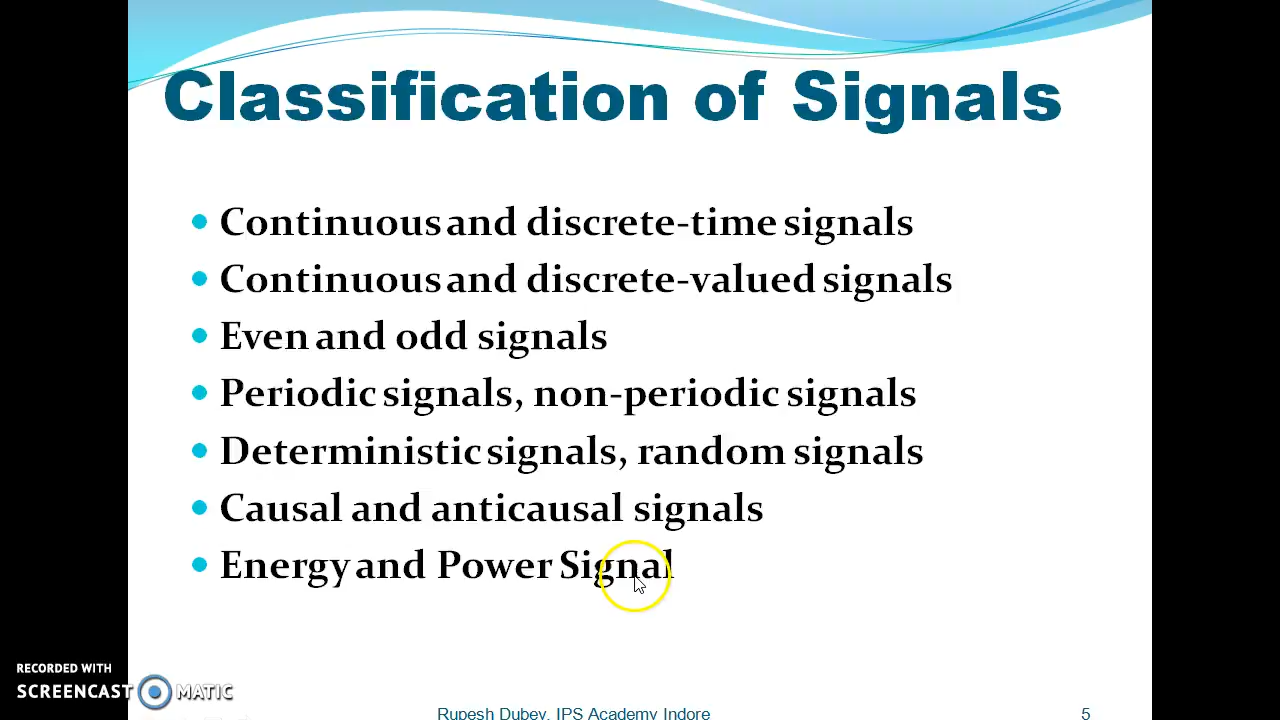 Classification of Signals
Continuous and discrete-time signals
Continuous and discrete-valued signals
Even and odd signals
Periodic signals, non-periodic signals
Deterministic signals, random signals
Causal and anticausal signals
Energy and Power Signal
RECORDED WITH
SCREENCAST MATIC
Rupesh Dubey, IPS Academy Indore 5